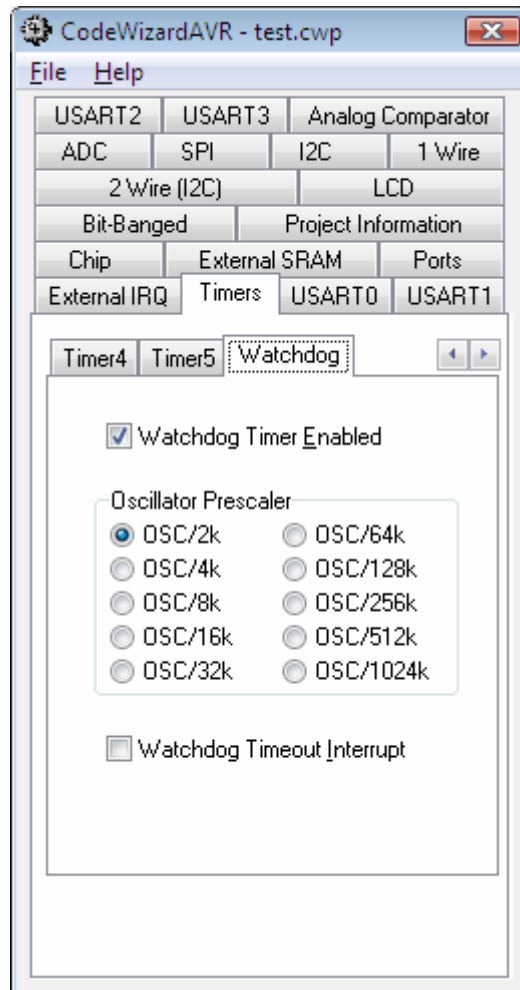 CodeWizardAVR - test.cwp
File Help
USART2 USART3 Analog Comparator
ADC SPI I2C 1 Wire
2 Wire (I2C) LCD
Bit-Banged Project Information
Chip External SRAM Ports
External IRQ Timers USART0 USART1
Timer4 Timer5 Watchdog
Watchdog Timer Enabled
Oscillator Prescaler
OSC/2k OSC/64k
OSC/4k OSC/128k
OSC/8k OSC/256k
OSC/16k OSC/512k
OSC/32k OSC/1024k
Watchdog Timeout Interrupt